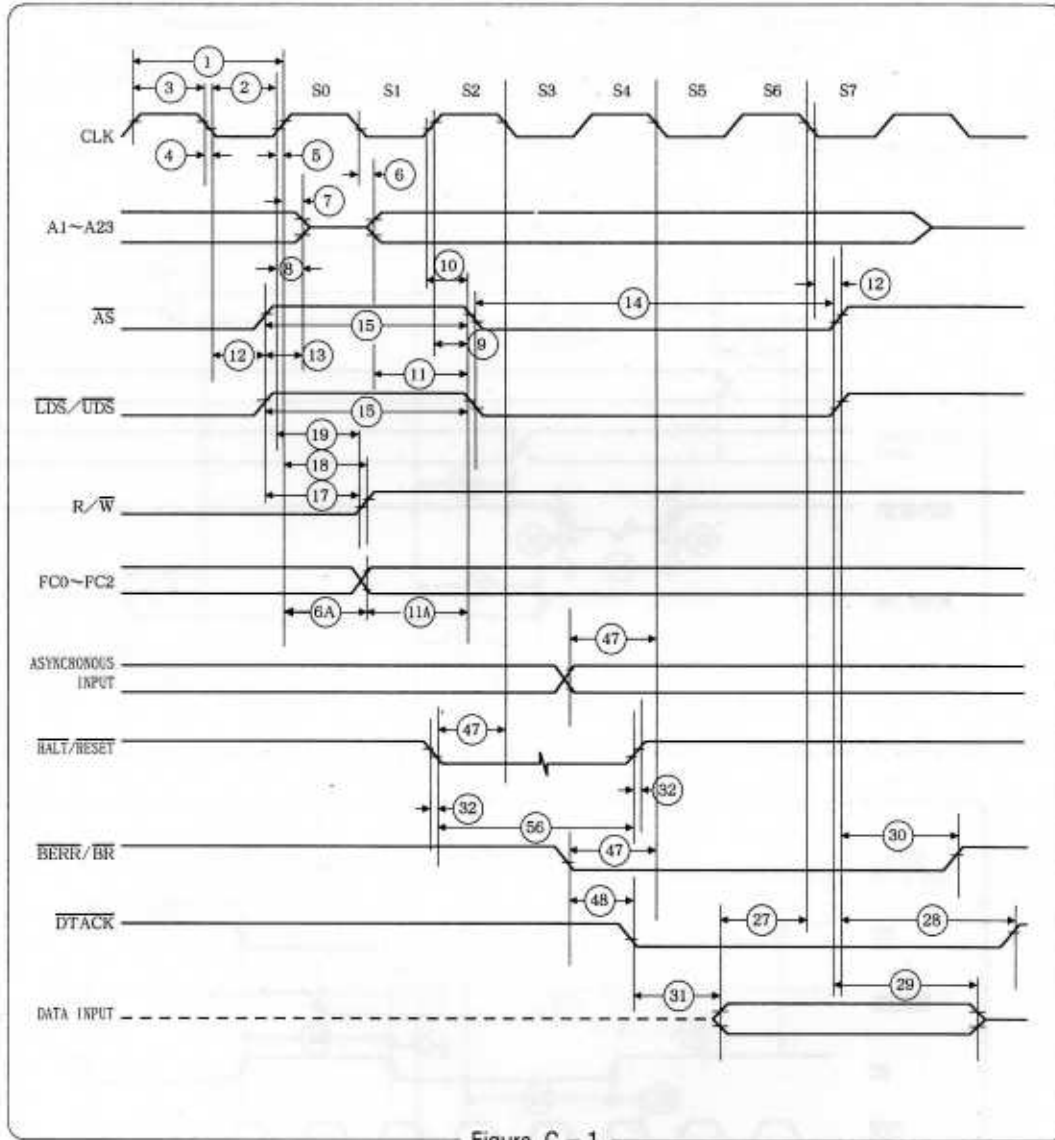 1
3 2 S0 S1 S2 S3 S4 S5 S6 S7
CLK
4 5 6
7
A1~A23
8 10
14 12
AS
15
9
12 13
11
LDS/UDS
15
19
18
17
R/W
FC0~FC2
6A 11A
47
ASYNCRONOUS
INPUT
47
HALT/RESET
32 32
56
30
BERR/BR
47
48
DTACK
27 28
31 29
DATA INPUT
Figure C-1